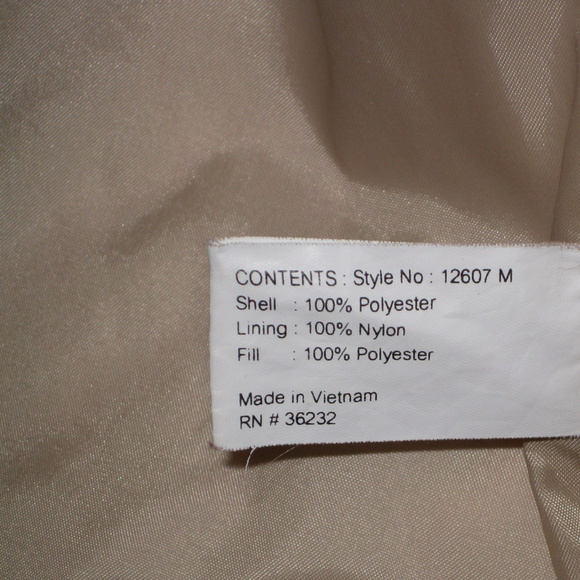 CONTENTS : Style No : 12607 M
Shell : 100% Polyester
Lining : 100% Nylon
Fill : 100% Polyester
Made in Vietnam
RN # 36232